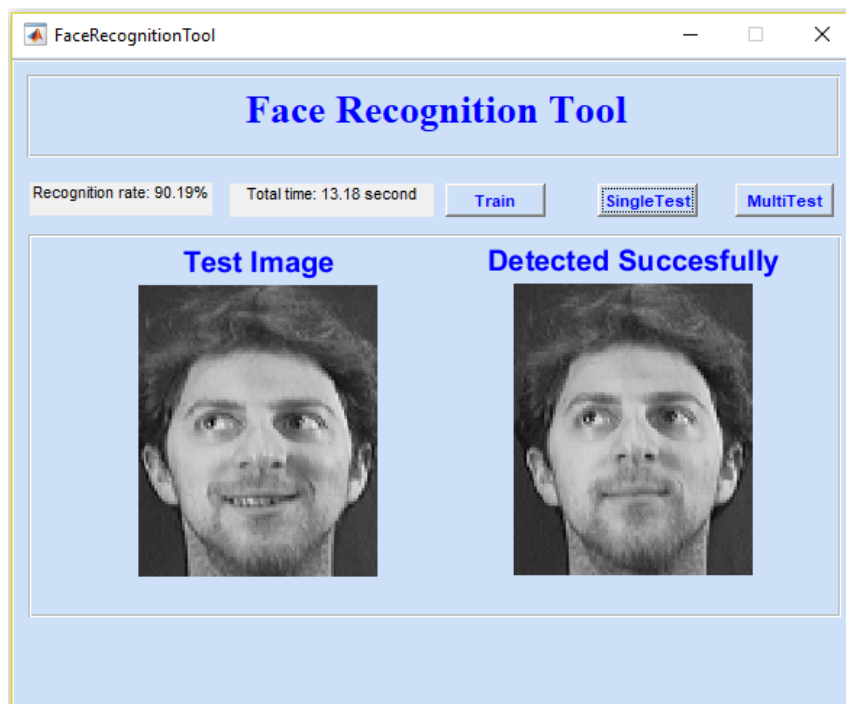 FaceRecognitionTool
Face Recognition Tool
Recognition rate: 90.19%
Total time: 13.18 second
Train
SingleTest
MultiTest
Test Image
Detected Succesfully